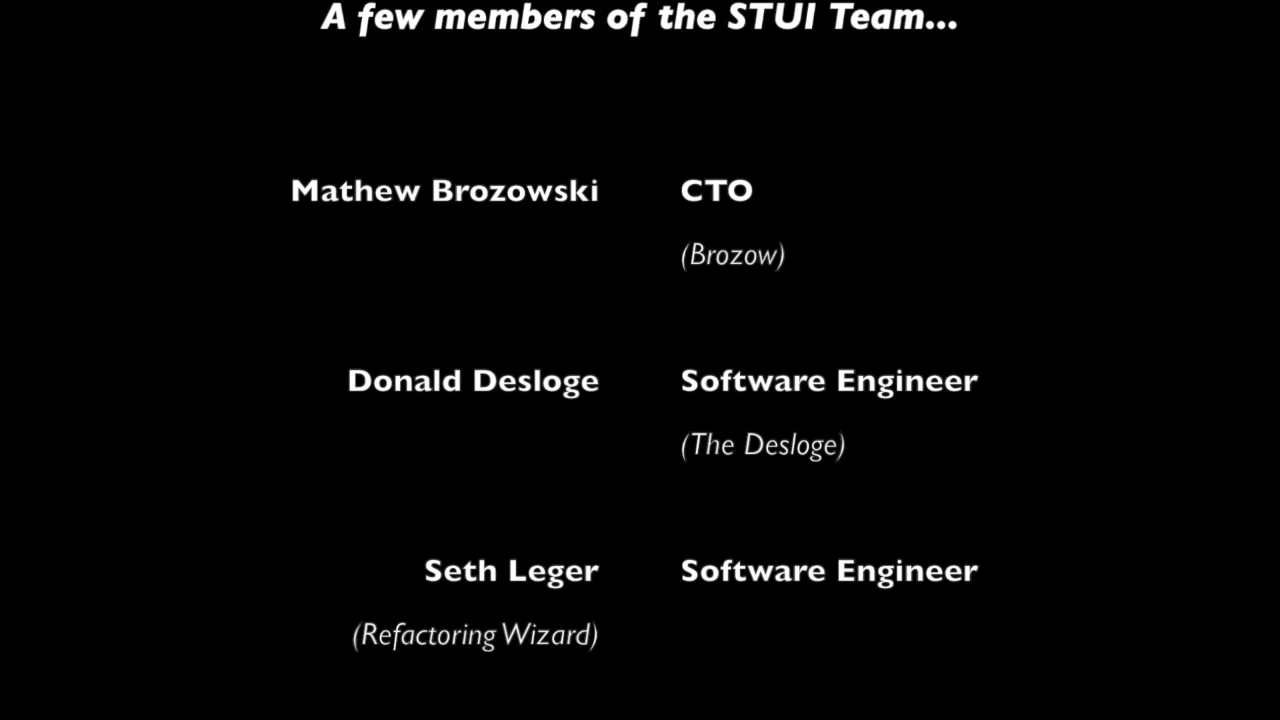 A few members of the STUI Team...
Mathew Brozowski CTO
(Brozow)
Donald Desloge Software Engineer
(The Desloge)
Seth Leger Software Engineer
(Refactoring Wizard)